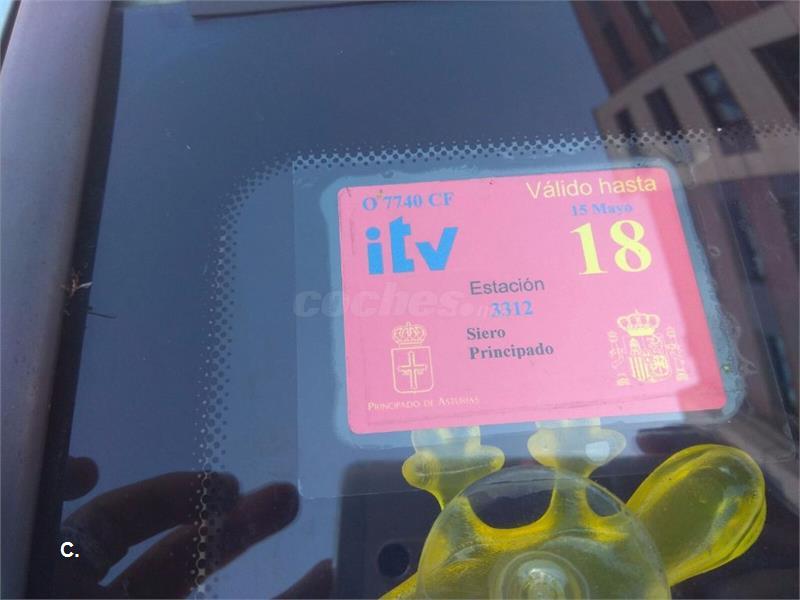 O 7740 CF
Válido hasta
15 Mayo
itv
18
Estación
3312
Siero
Principado
PRINCIPADO DE ASTURIAS
coches.n
C.